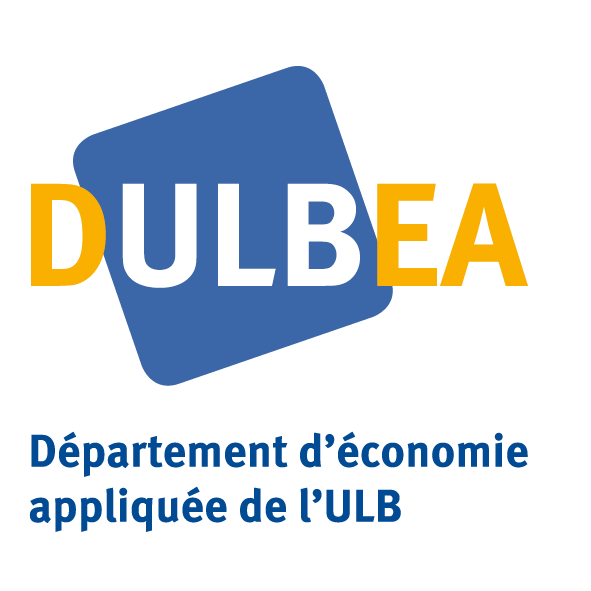 DULBEA
Département d’économie
appliquée de l’ULB